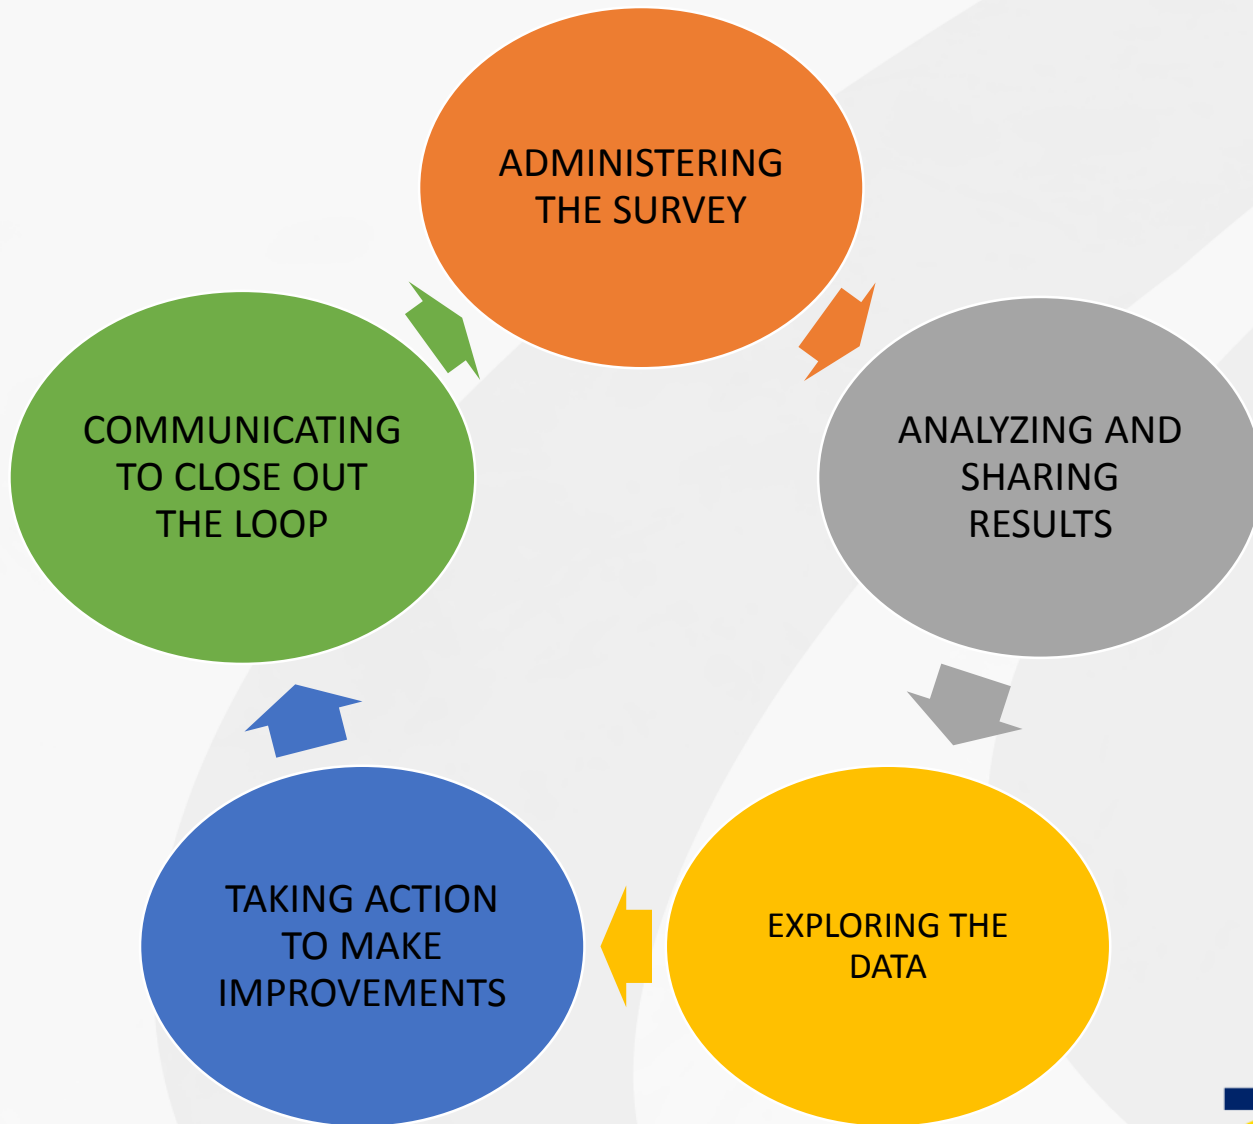 ADMINISTERING
THE SURVEY
ANALYZING AND
SHARING
RESULTS
EXPLORING THE
DATA
TAKING ACTION
TO MAKE
IMPROVEMENTS
COMMUNICATING
TO CLOSE OUT
THE LOOP